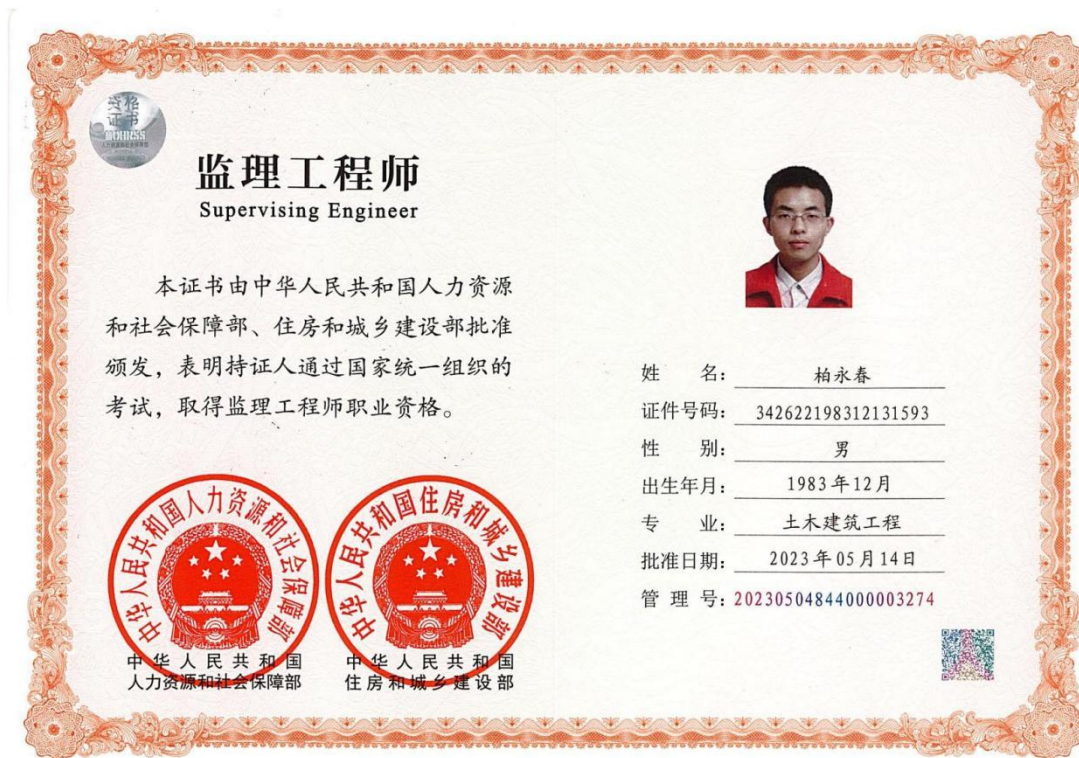 资格
证书
MOHRSS
监理工程师
Supervising Engineer
本证书由中华人民共和国人力资源
和社会保障部、住房和城乡建设部批准
颁发，表明持证人通过国家统一组织的
考试，取得监理工程师职业资格。
中华人民共和国人力资源和社会保障部
中华人民共和国住房和城乡建设部
中华人民共和国
人力资源和社会保障部
中华人民共和国
住房和城乡建设部
姓 名： 柏永春
证件号码： 342622198312131593
性 别： 男
出生年月： 1983年12月
专 业： 土木建筑工程
批准日期： 2023年05月14日
管 理 号：20230504844000003274